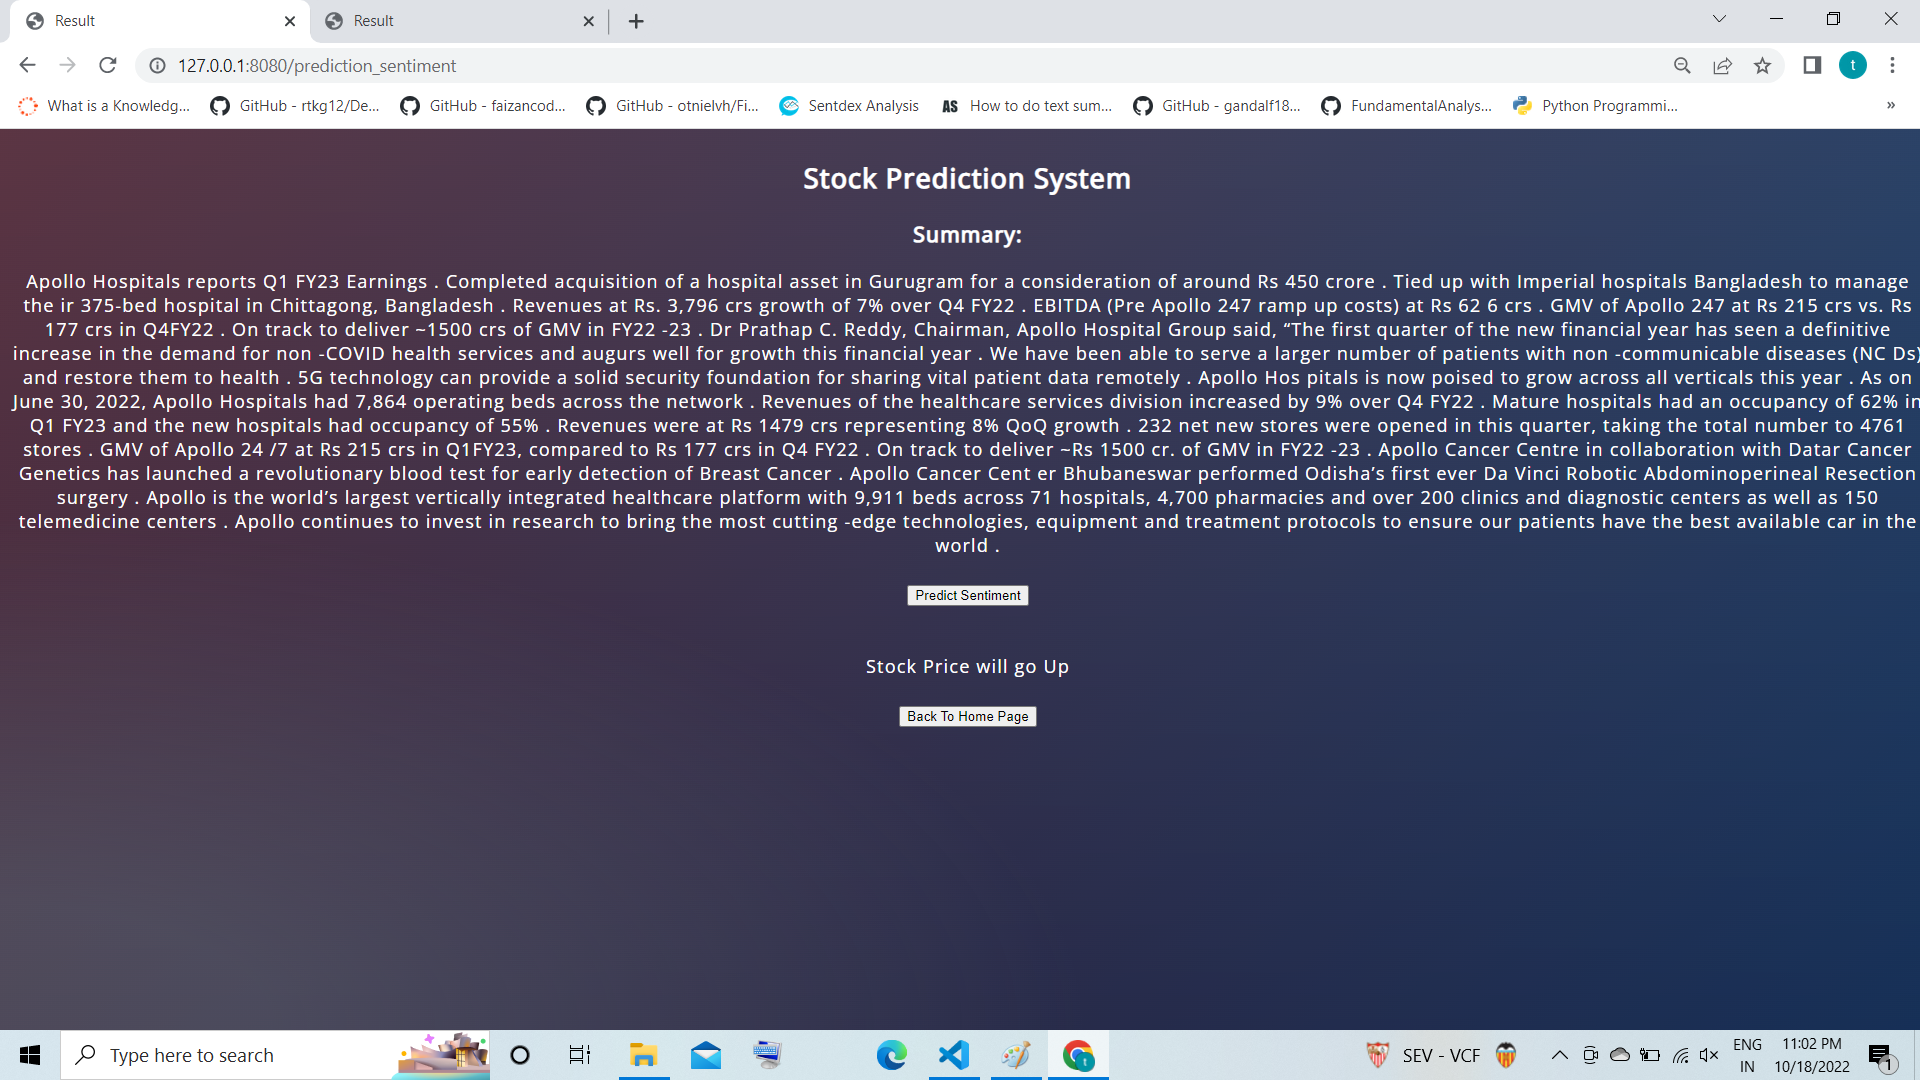 Result
Result
127.0.0.1:8080/prediction_sentiment
t
What is a Knowledg...
GitHub - rtkg12/De...
GitHub - faizancod...
GitHub - otnielvh/Fi...
Sentdex Analysis
AS How to do text sum...
GitHub - gandalf18...
FundamentalAnalys...
Python Programmi...
»
Stock Prediction System
Summary:
Apollo Hospitals reports Q1 FY23 Earnings . Completed acquisition of a hospital asset in Gurugram for a consideration of around Rs 450 crore . Tied up with Imperial hospitals Bangladesh to manage
the ir 375-bed hospital in Chittagong, Bangladesh . Revenues at Rs. 3,796 crs growth of 7% over Q4 FY22 . EBITDA (Pre Apollo 247 ramp up costs) at Rs 62 6 crs . GMV of Apollo 247 at Rs 215 crs vs. Rs
177 crs in Q4FY22 . On track to deliver ~1500 crs of GMV in FY22 -23 . Dr Prathap C. Reddy, Chairman, Apollo Hospital Group said, “The first quarter of the new financial year has seen a definitive
increase in the demand for non -COVID health services and augurs well for growth this financial year . We have been able to serve a larger number of patients with non -communicable diseases (NC Ds)
and restore them to health . 5G technology can provide a solid security foundation for sharing vital patient data remotely . Apollo Hos pitals is now poised to grow across all verticals this year . As on
June 30, 2022, Apollo Hospitals had 7,864 operating beds across the network . Revenues of the healthcare services division increased by 9% over Q4 FY22 . Mature hospitals had an occupancy of 62% in
Q1 FY23 and the new hospitals had occupancy of 55% . Revenues were at Rs 1479 crs representing 8% QoQ growth . 232 net new stores were opened in this quarter, taking the total number to 4761
stores . GMV of Apollo 24 /7 at Rs 215 crs in Q1FY23, compared to Rs 177 crs in Q4 FY22 . On track to deliver ~Rs 1500 cr. of GMV in FY22 -23 . Apollo Cancer Centre in collaboration with Datar Cancer
Genetics has launched a revolutionary blood test for early detection of Breast Cancer . Apollo Cancer Cent er Bhubaneswar performed Odisha’s first ever Da Vinci Robotic Abdominoperineal Resection
surgery . Apollo is the world’s largest vertically integrated healthcare platform with 9,911 beds across 71 hospitals, 4,700 pharmacies and over 200 clinics and diagnostic centers as well as 150
telemedicine centers . Apollo continues to invest in research to bring the most cutting -edge technologies, equipment and treatment protocols to ensure our patients have the best available car in the
world .
Predict Sentiment
Stock Price will go Up
Back To Home Page
Type here to search
SEV - VCF
ENG
IN
11:02 PM
10/18/2022
1